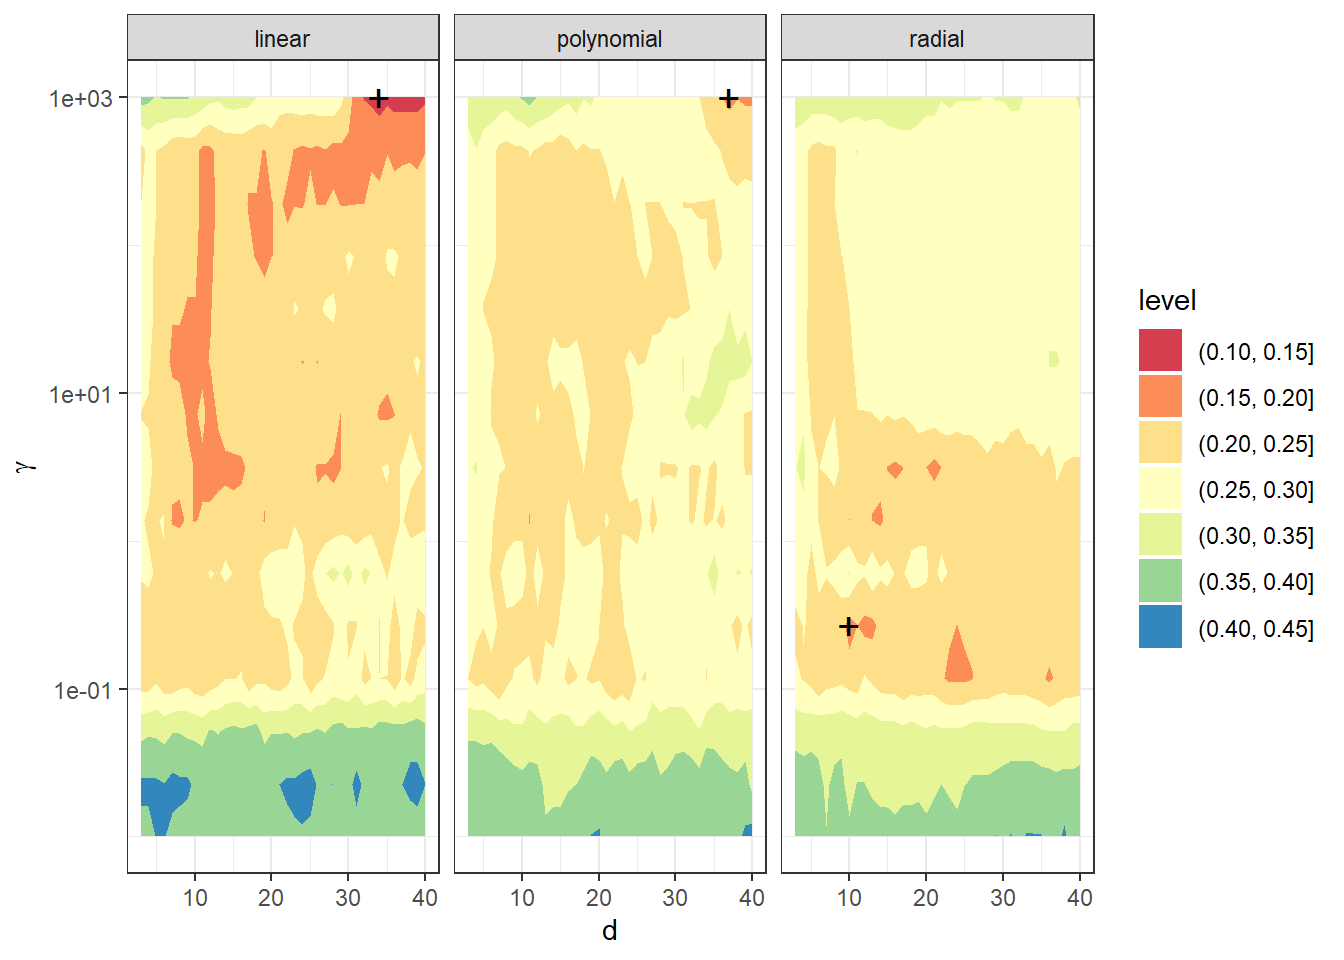 linear polynomial radial
1e+03
1e+01
1e-01
γ
10 20 30 40 10 20 30 40 10 20 30 40
d
level
(0.10, 0.15]
(0.15, 0.20]
(0.20, 0.25]
(0.25, 0.30]
(0.30, 0.35]
(0.35, 0.40]
(0.40, 0.45]